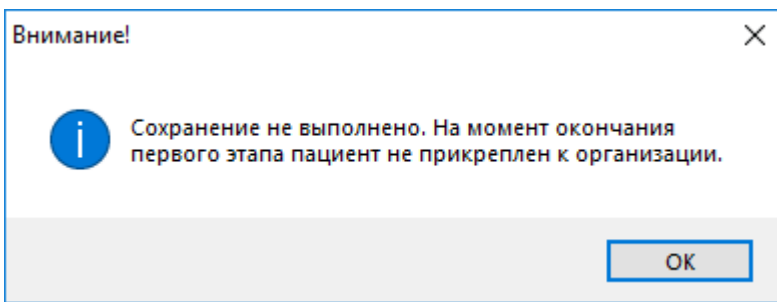 Внимание!
Сохранение не выполнено. На момент окончания
первого этапа пациент не прикреплен к организации.
OK